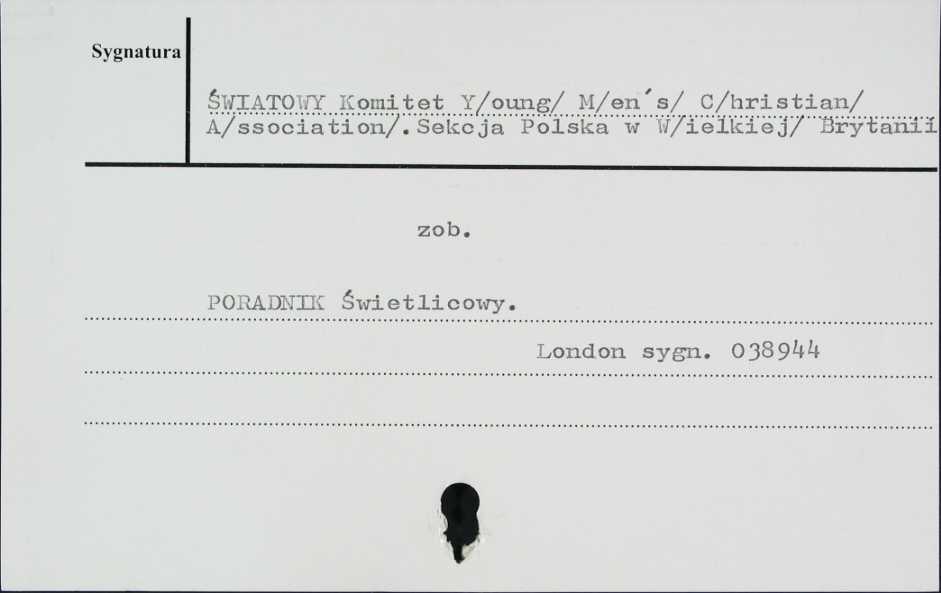 Sygnatura
ŚWIATOWY Komitet Y/oung/ M/en´s/ C/hristian/
A/ssociation/. Sekcja Polska w W/ielkiej/ Brytanii
zob.
PORADNIK Świetlicowy.
London sygn. 038944